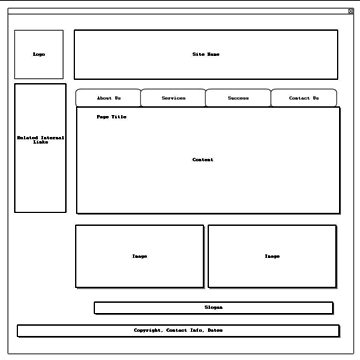 Logo
Site Name
About Us
Services
Success
Contact Us
Page Title
Related Internal
Links
Content
Image
Image
Slogan
Copyright, Contact Info, Dates